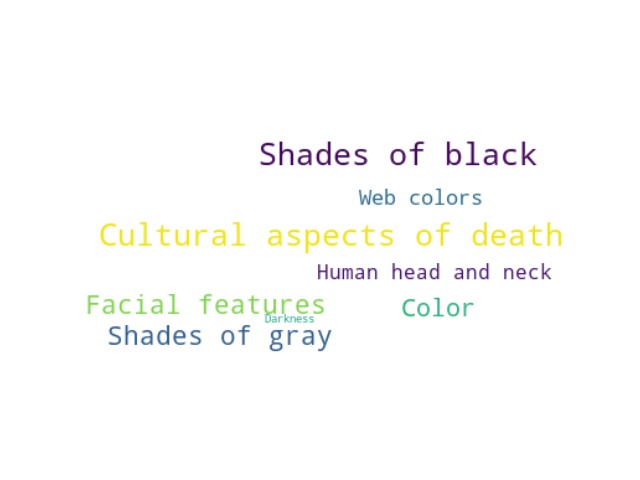 Shades of black
Web colors
Cultural aspects of death
Human head and neck
Facial features
Color
Darkness
Shades of gray